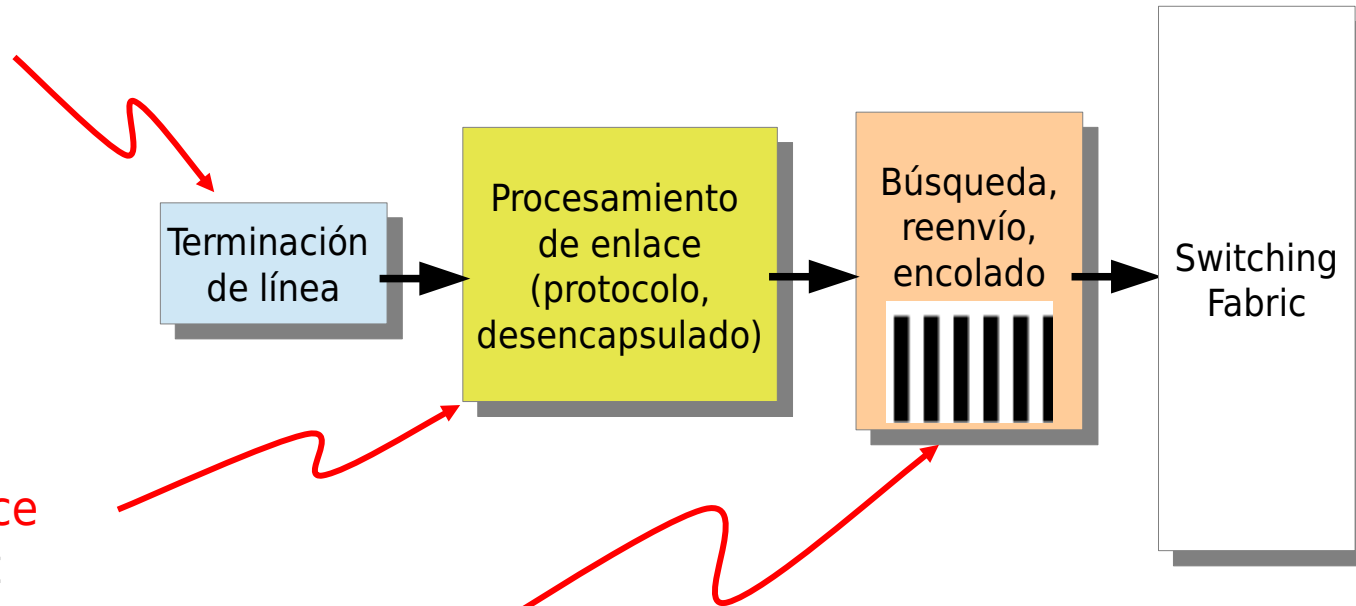 Terminación
de línea
Procesamiento
de enlace
(protocolo,
desencapsulado)
Búsqueda,
reenvío,
encolado
Switching
Fabric